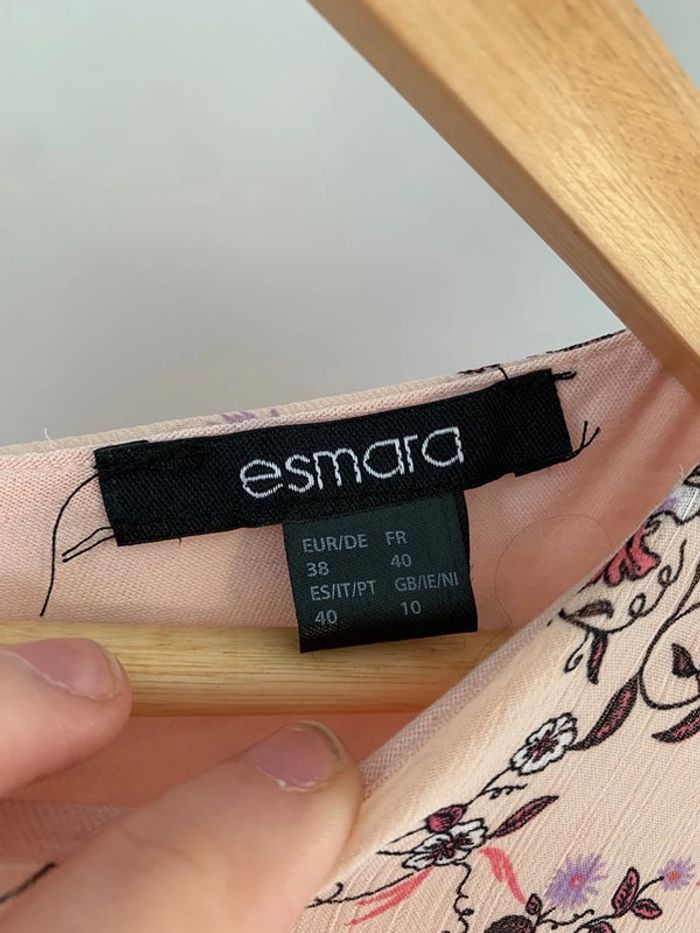 esmara
EUR/DE FR
38 40
ES/IT/PT GB/IE/NI
40 10